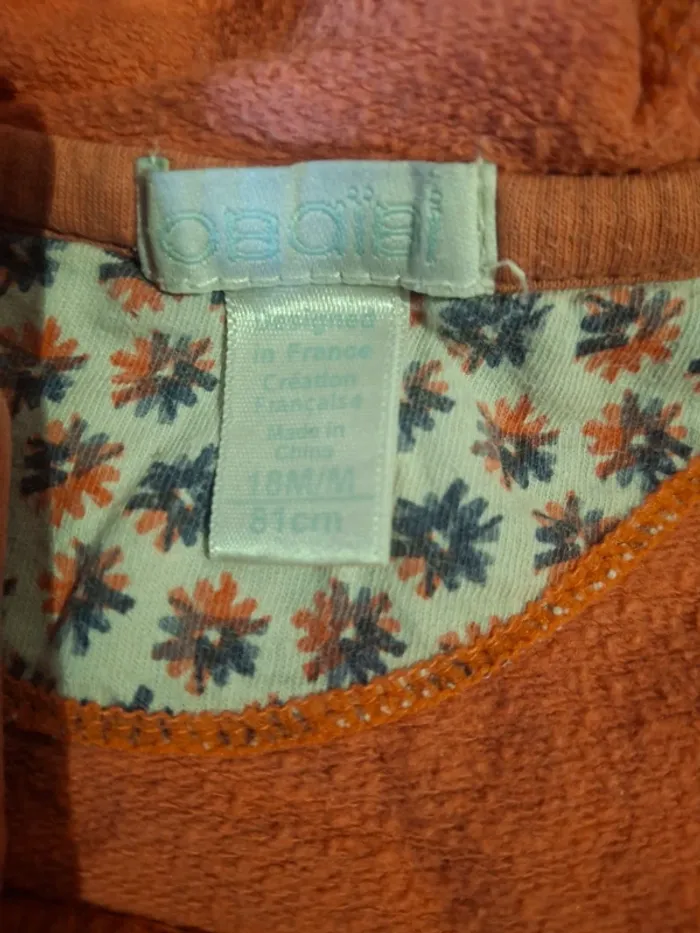 obaïbi
Designed
in France
Création
Française
Made in
China
18M/M
81cm